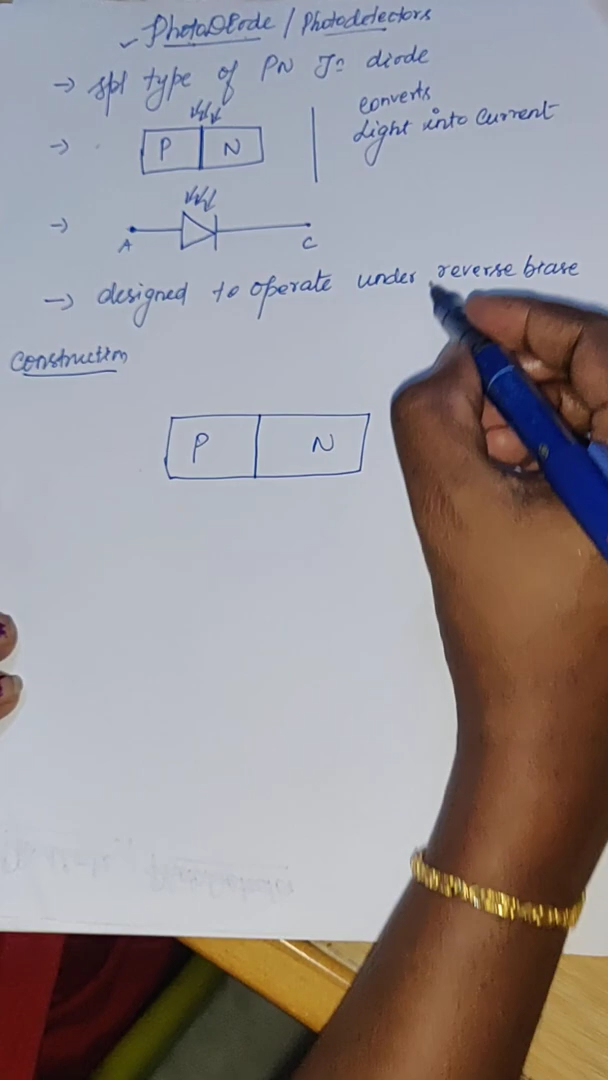 PhotoDiode / Photodetectors
→ spl type of PN Jn diode
→ P N
converts
Light into Current
→ A C
→ designed to operate under reverse biase
Construction
P N